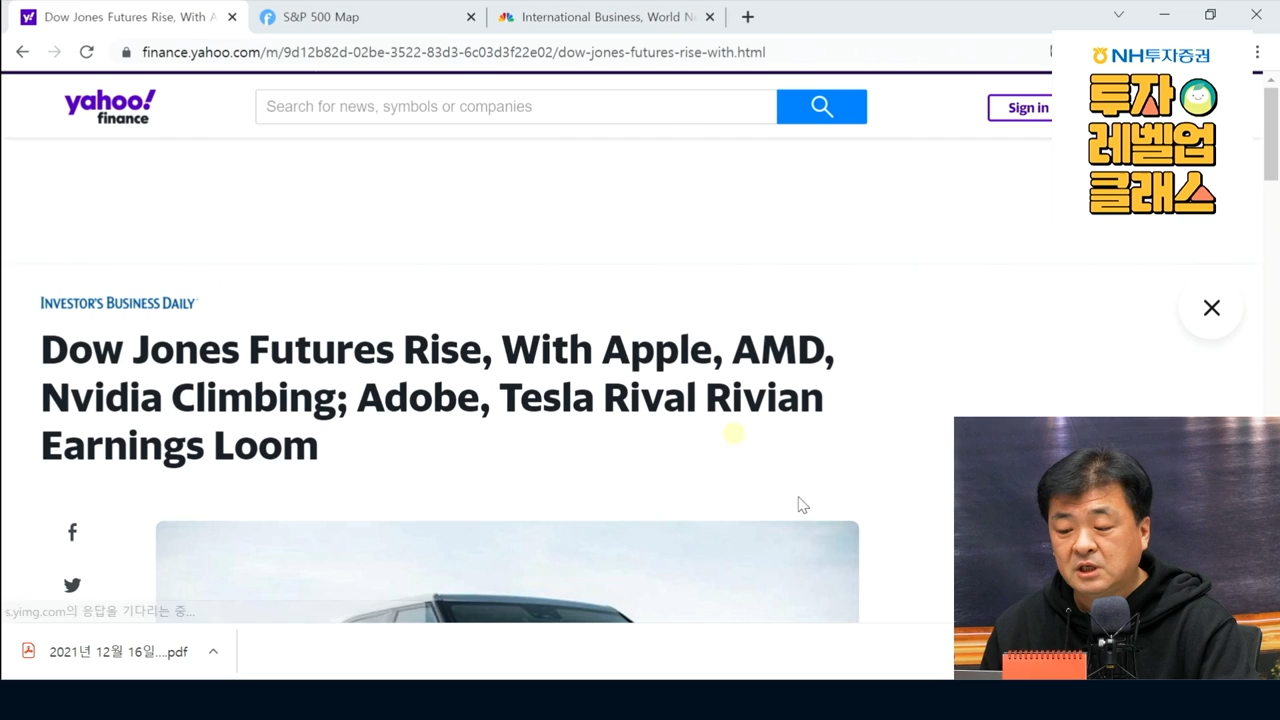 Dow Jones Futures Rise, With A
S&P 500 Map
International Business, World Ne
finance.yahoo.com/m/9d12b82d-02be-3522-83d3-6c03d3f22e02/dow-jones-futures-rise-with.html
NH투자증권
투자
레벨업
클래스
yahoo!
finance
Search for news, symbols or companies
Sign in
INVESTOR'S BUSINESS DAILY
Dow Jones Futures Rise, With Apple, AMD,
Nvidia Climbing; Adobe, Tesla Rival Rivian
Earnings Loom
s.yimg.com의 응답을 기다리는 중...
2021년 12월 16일....pdf